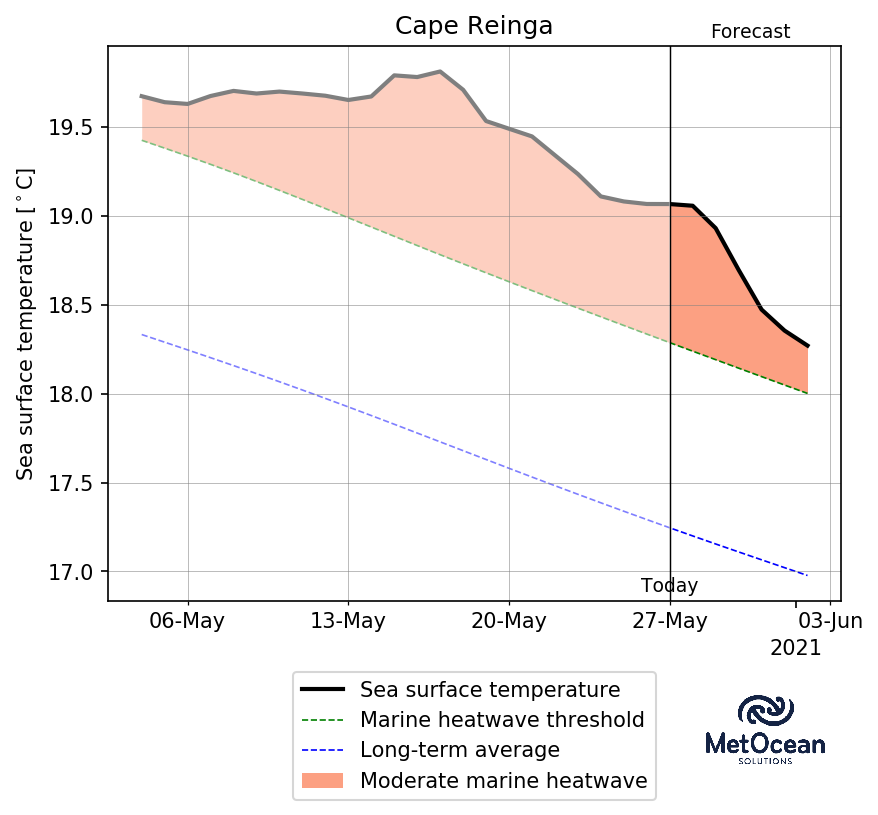 Cape Reinga
Forecast
Sea surface temperature [°C]
19.5
19.0
18.5
18.0
17.5
17.0
Today
06-May
13-May
20-May
27-May
03-Jun
2021
Sea surface temperature
Marine heatwave threshold
Long-term average
Moderate marine heatwave
MetOcean
SOLUTIONS